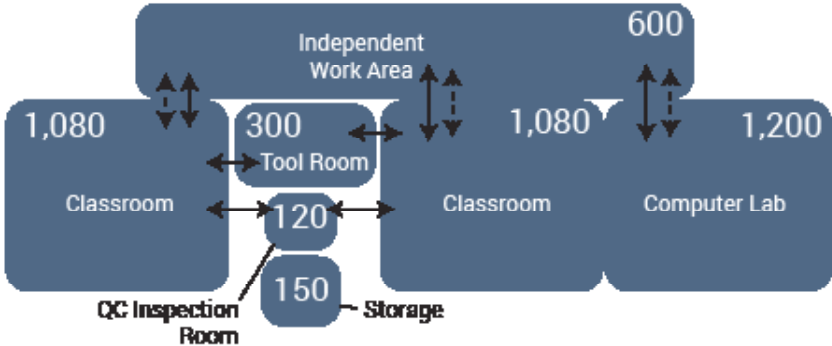 600
Independent
Work Area
1,080
300
Tool Room
1,080
1,200
Classroom
120
Classroom
Computer Lab
150
QC Inspection
Room
Storage